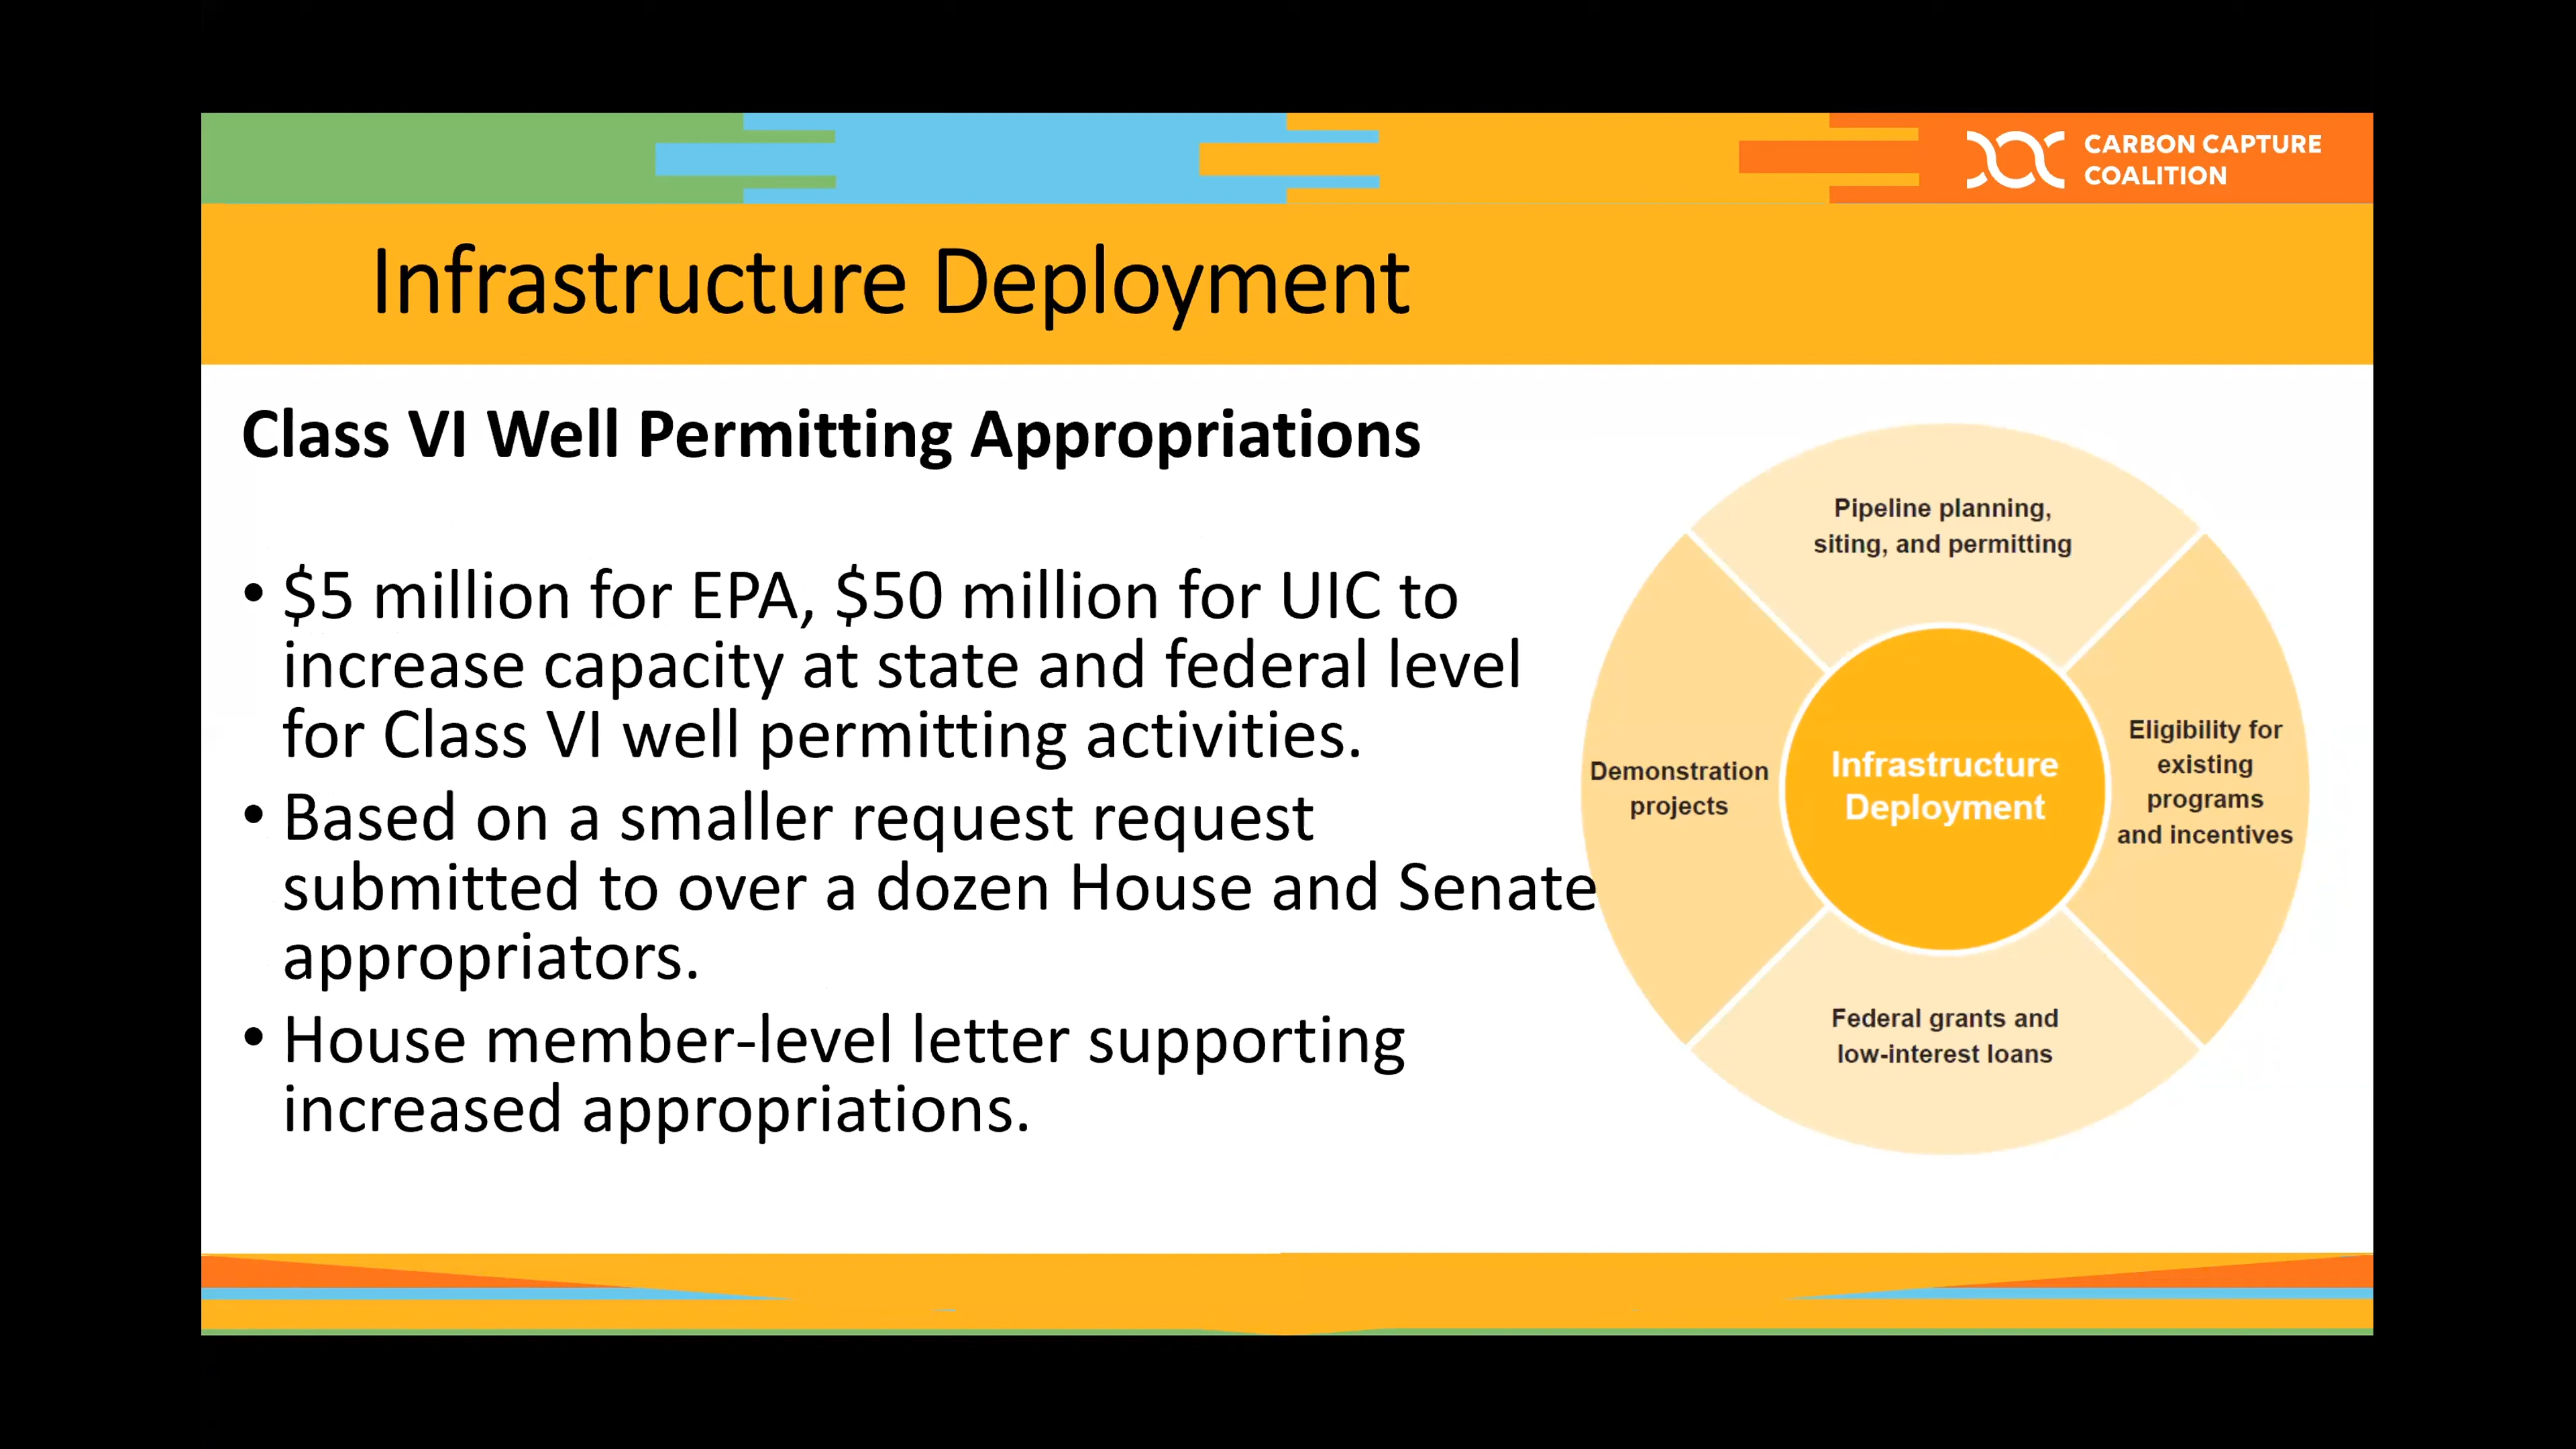 CARBON CAPTURE
COALITION
Infrastructure Deployment
Class VI Well Permitting Appropriations
• $5 million for EPA, $50 million for UIC to
increase capacity at state and federal level
for Class VI well permitting activities.
• Based on a smaller request request
submitted to over a dozen House and Senate
appropriators.
• House member-level letter supporting
increased appropriations.
Pipeline planning,
siting, and permitting
Eligibility for
existing
programs
and incentives
Federal grants and
low-interest loans
Demonstration
projects
Infrastructure
Deployment